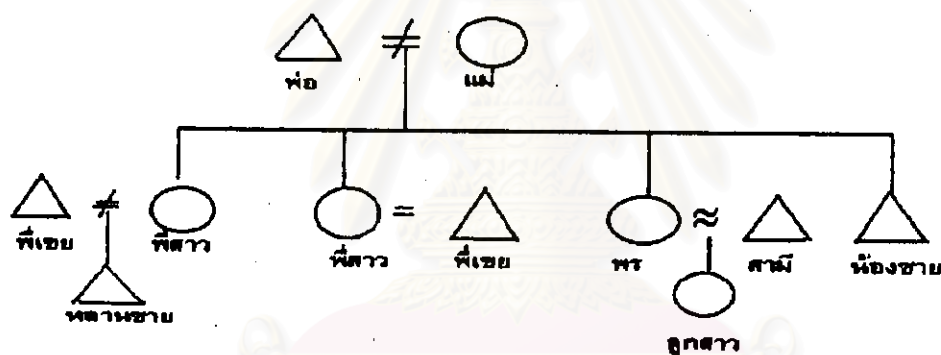 พ่อ แม่
พี่เขย พี่สาว พี่สาว พี่เขย พร สามี น้องชาย
หลานชาย
ลูกสาว